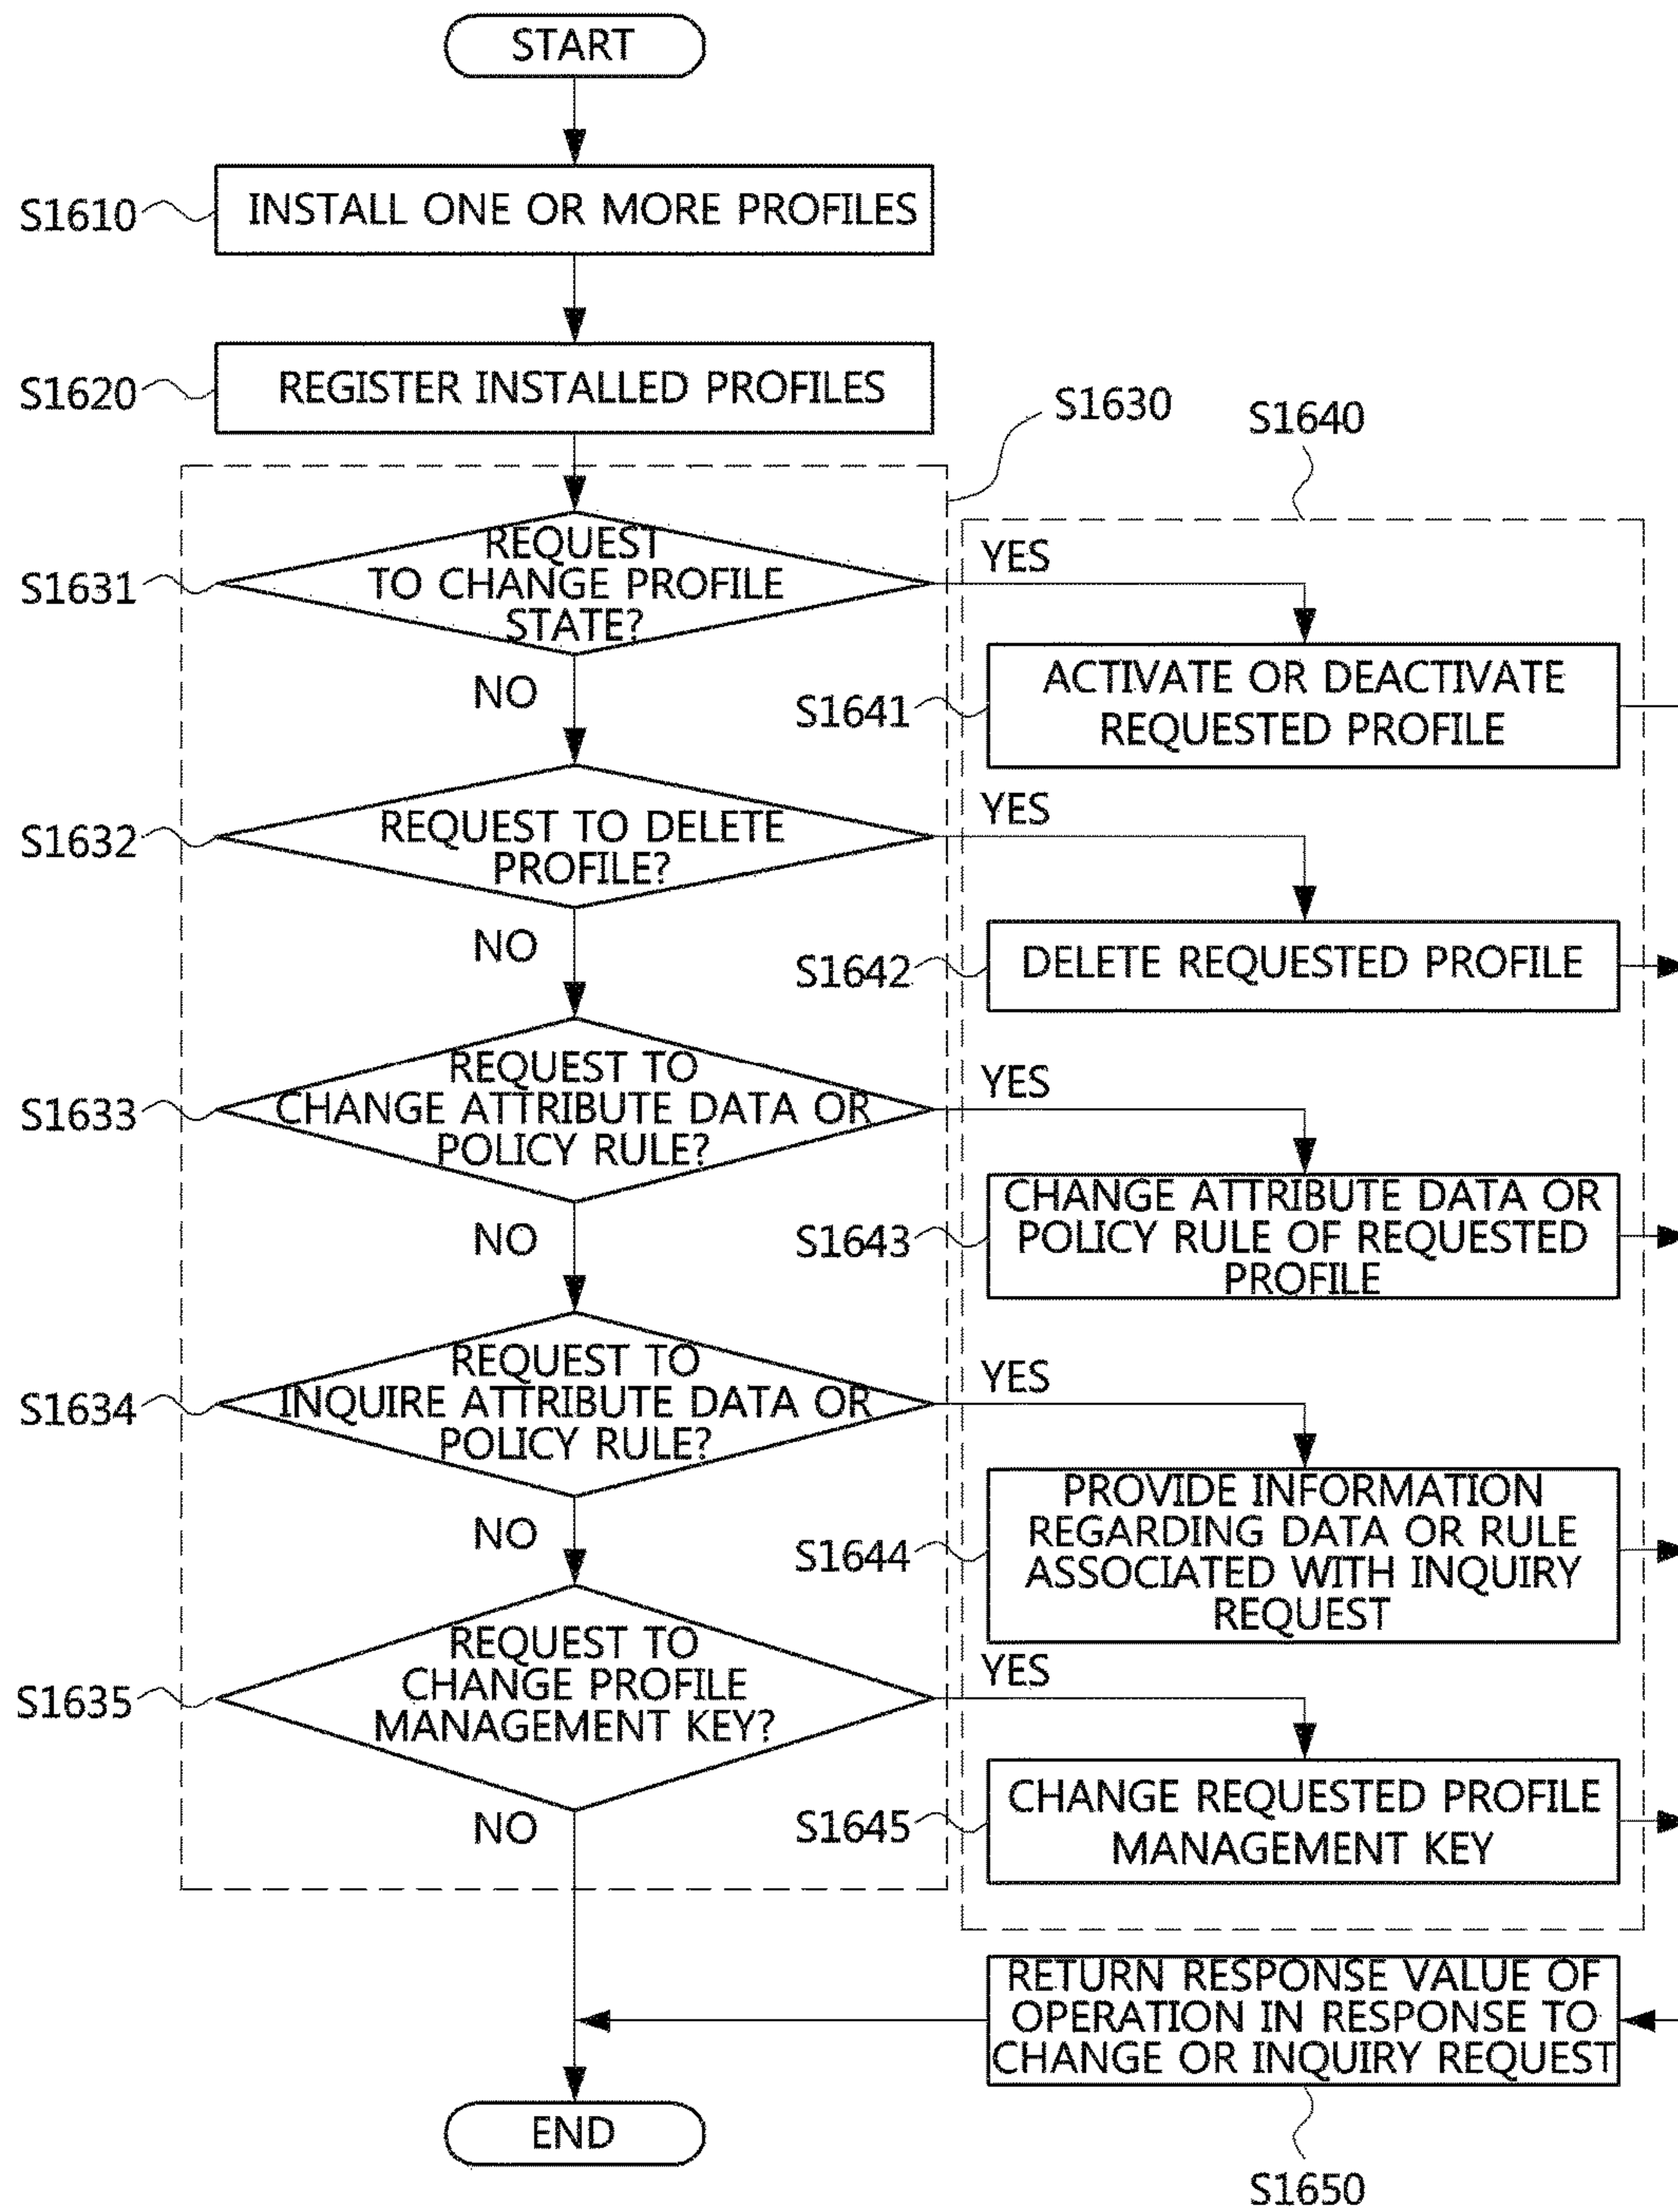 START
S1610
INSTALL ONE OR MORE PROFILES
S1620
REGISTER INSTALLED PROFILES
S1630
S1640
S1631
REQUEST
TO CHANGE PROFILE
STATE?
YES
NO
S1641
ACTIVATE OR DEACTIVATE
REQUESTED PROFILE
S1632
REQUEST TO DELETE
PROFILE?
YES
NO
S1642
DELETE REQUESTED PROFILE
S1633
REQUEST TO
CHANGE ATTRIBUTE DATA OR
POLICY RULE?
YES
NO
S1643
CHANGE ATTRIBUTE DATA OR
POLICY RULE OF REQUESTED
PROFILE
S1634
REQUEST TO
INQUIRE ATTRIBUTE DATA OR
POLICY RULE?
YES
NO
S1644
PROVIDE INFORMATION
REGARDING DATA OR RULE
ASSOCIATED WITH INQUIRY
REQUEST
S1635
REQUEST TO
CHANGE PROFILE
MANAGEMENT KEY?
YES
NO
S1645
CHANGE REQUESTED PROFILE
MANAGEMENT KEY
RETURN RESPONSE VALUE OF
OPERATION IN RESPONSE TO
CHANGE OR INQUIRY REQUEST
END
S1650